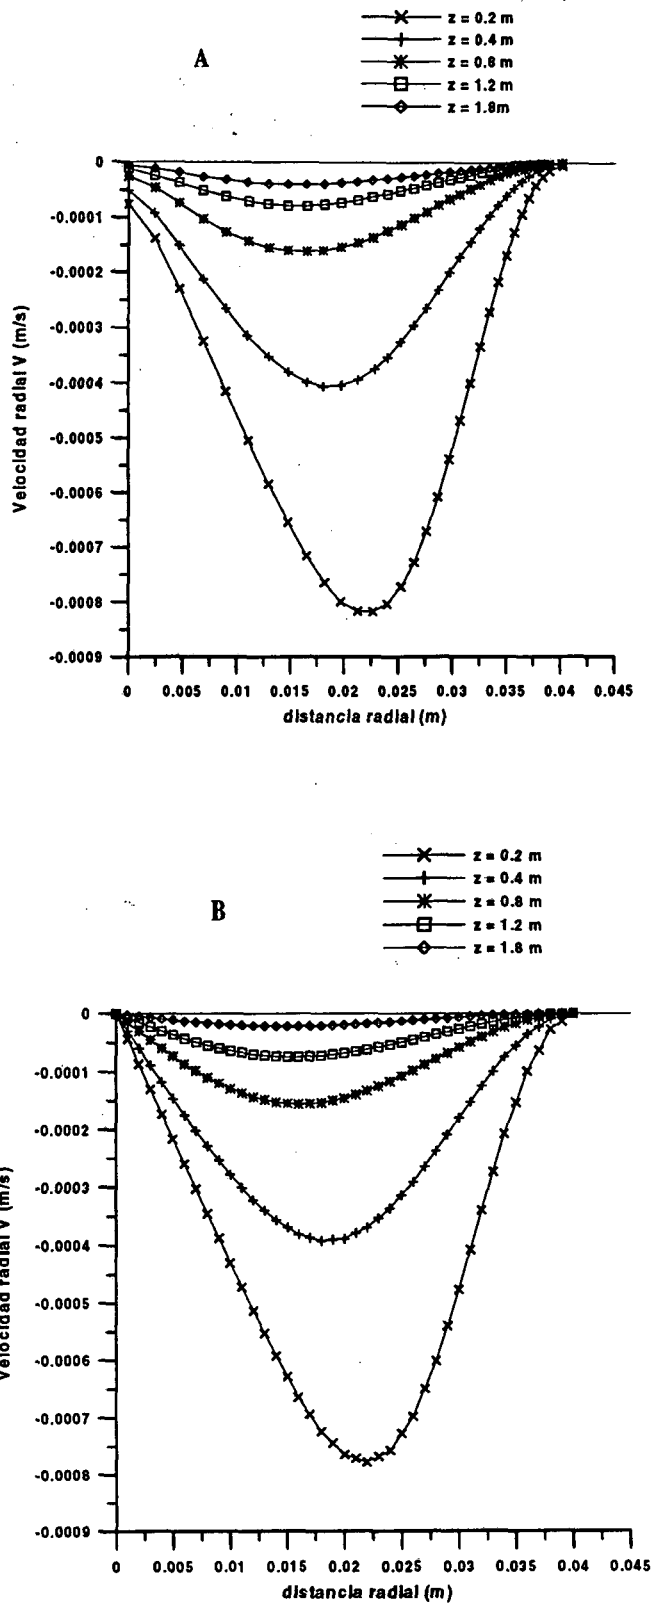 A
z = 0.2 m
z = 0.4 m
z = 0.8 m
z = 1.2 m
z = 1.8m
0
-0.0001
-0.0002
-0.0003
-0.0004
-0.0005
-0.0006
-0.0007
-0.0008
-0.0009
Velocidad radial V (m/s)
0 0.005 0.01 0.015 0.02 0.025 0.03 0.035 0.04 0.045
distancia radial (m)
B
z = 0.2 m
z = 0.4 m
z = 0.8 m
z = 1.2 m
z = 1.8 m
0
-0.0001
-0.0002
-0.0003
-0.0004
-0.0005
-0.0006
-0.0007
-0.0008
-0.0009
Velocidad radial V (m/s)
0 0.005 0.01 0.015 0.02 0.025 0.03 0.035 0.04 0.045
distancia radial (m)